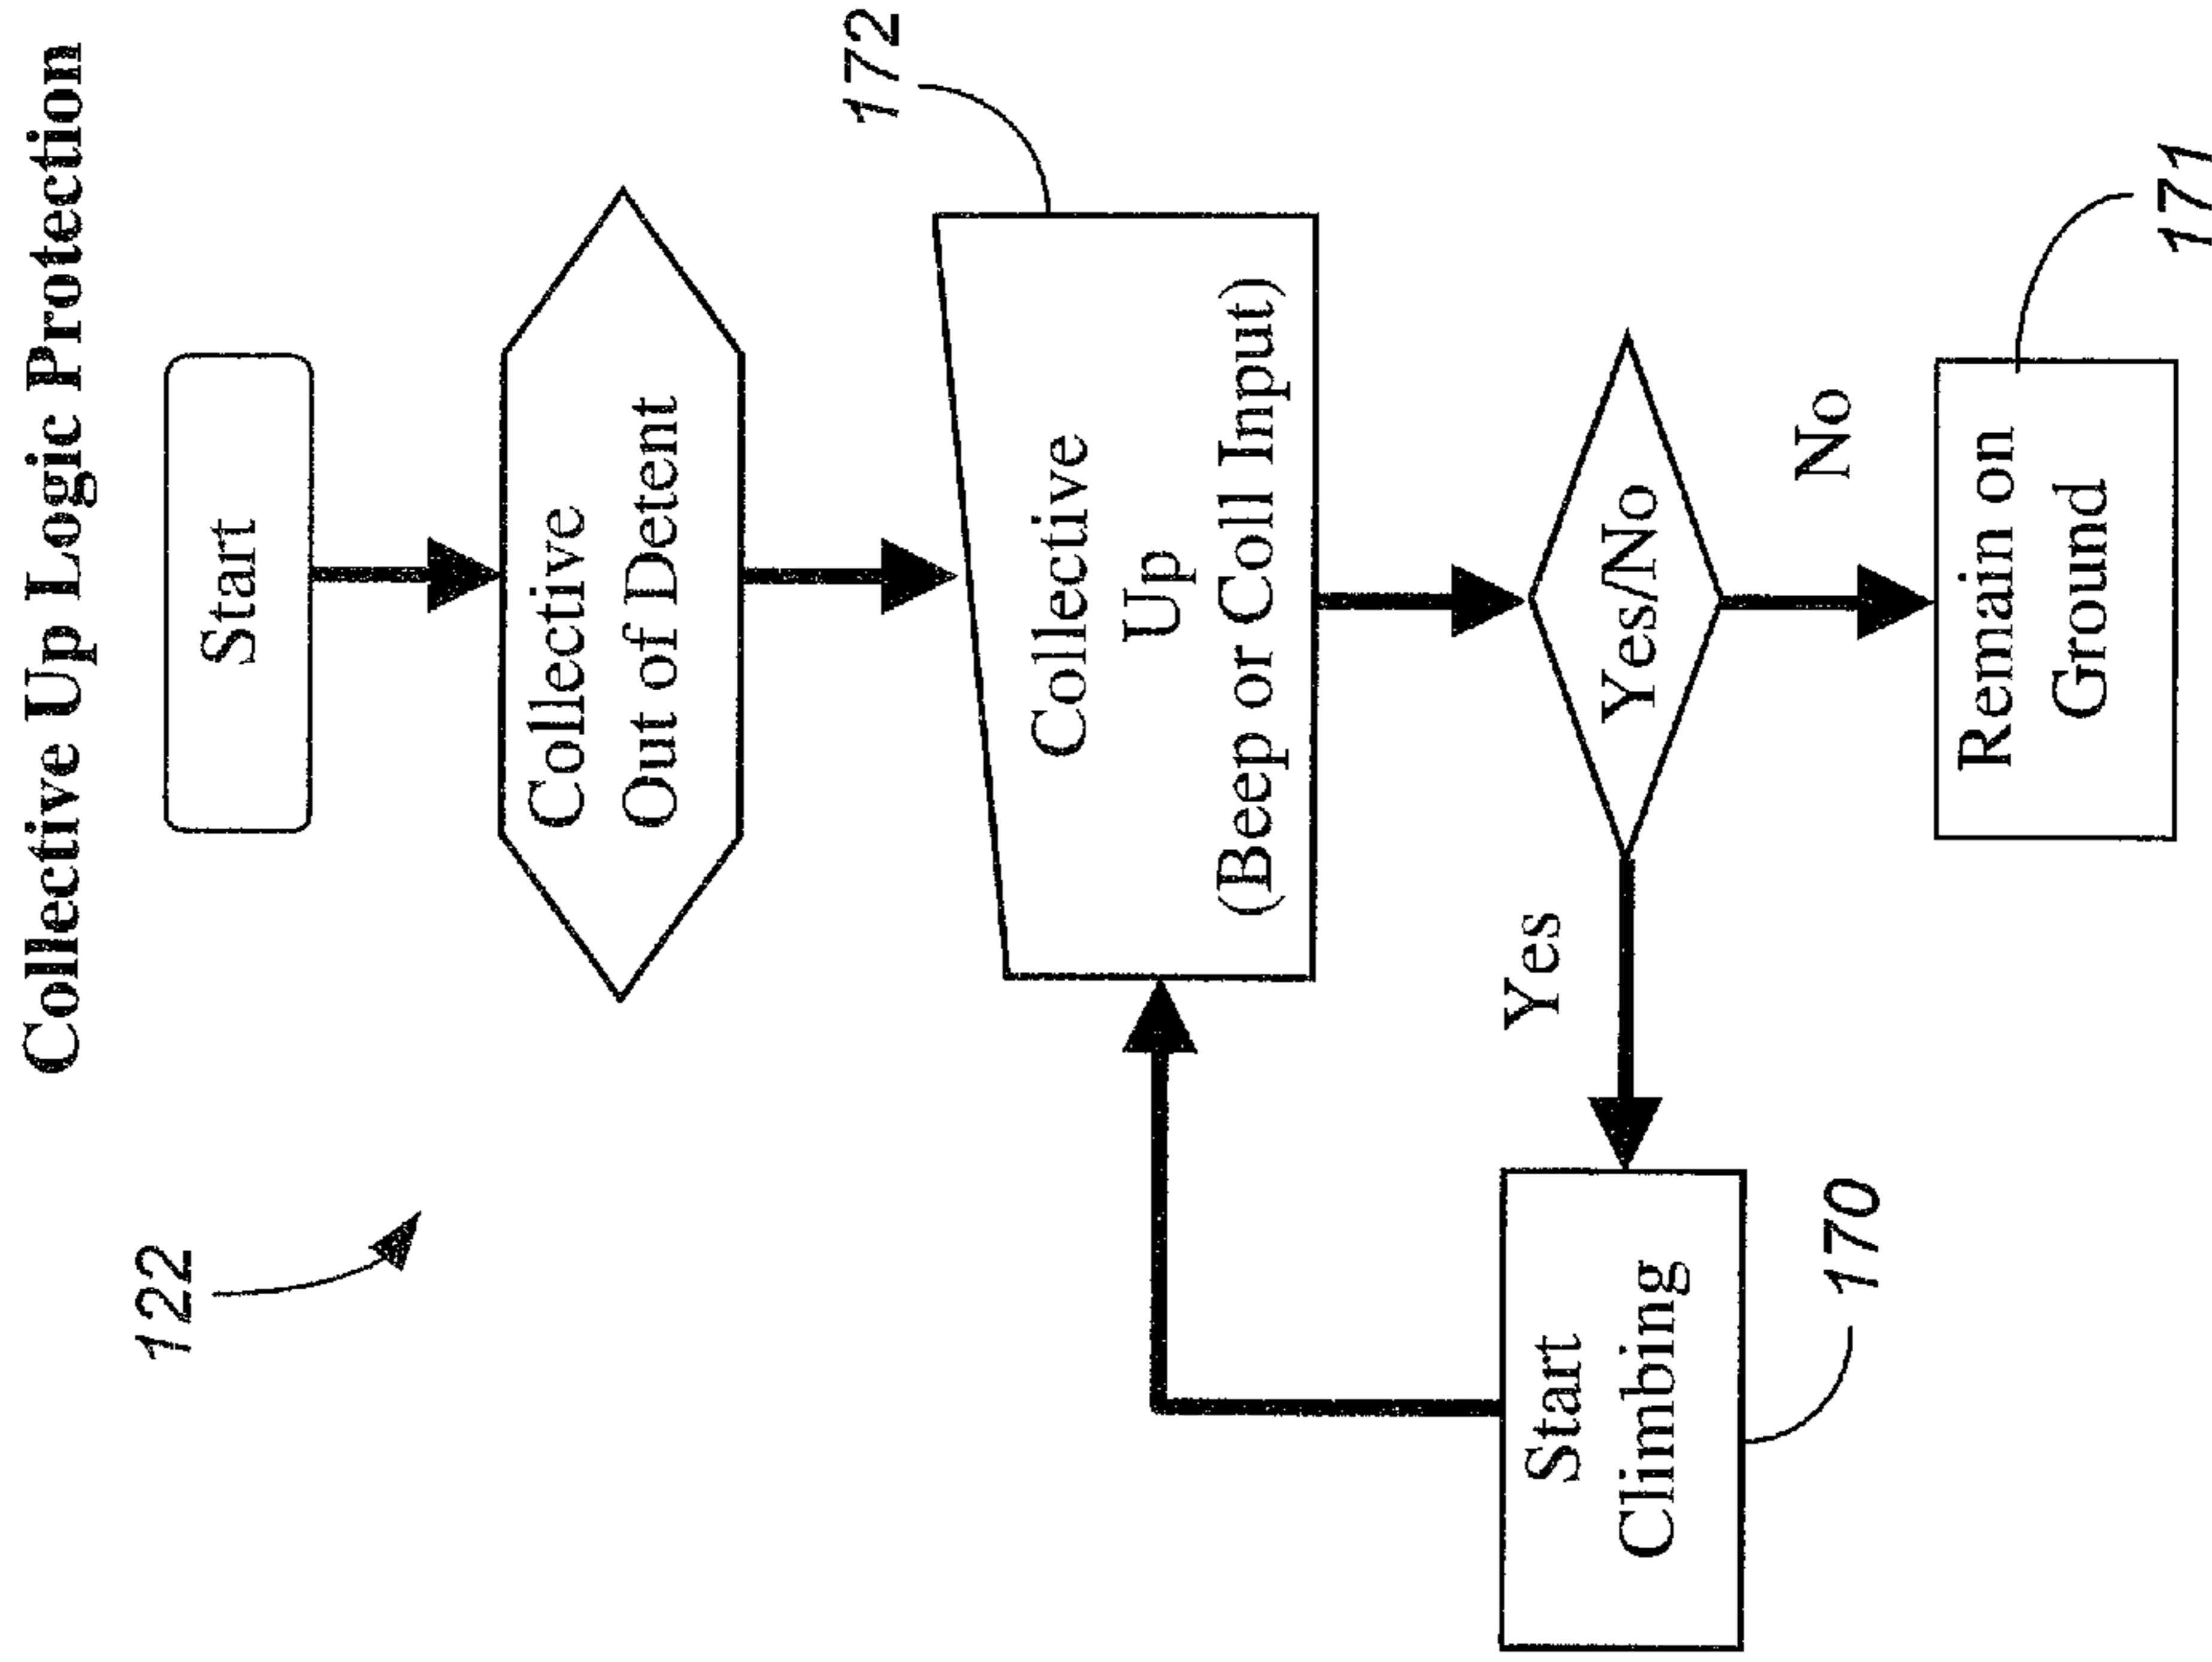 Collective Up Logic Protection
122
Start
Collective
Out of Detent
172
Collective
Up
(Beep or Coll Input)
Yes/No
Yes
No
Start
Climbing
170
Remain on
Ground
171